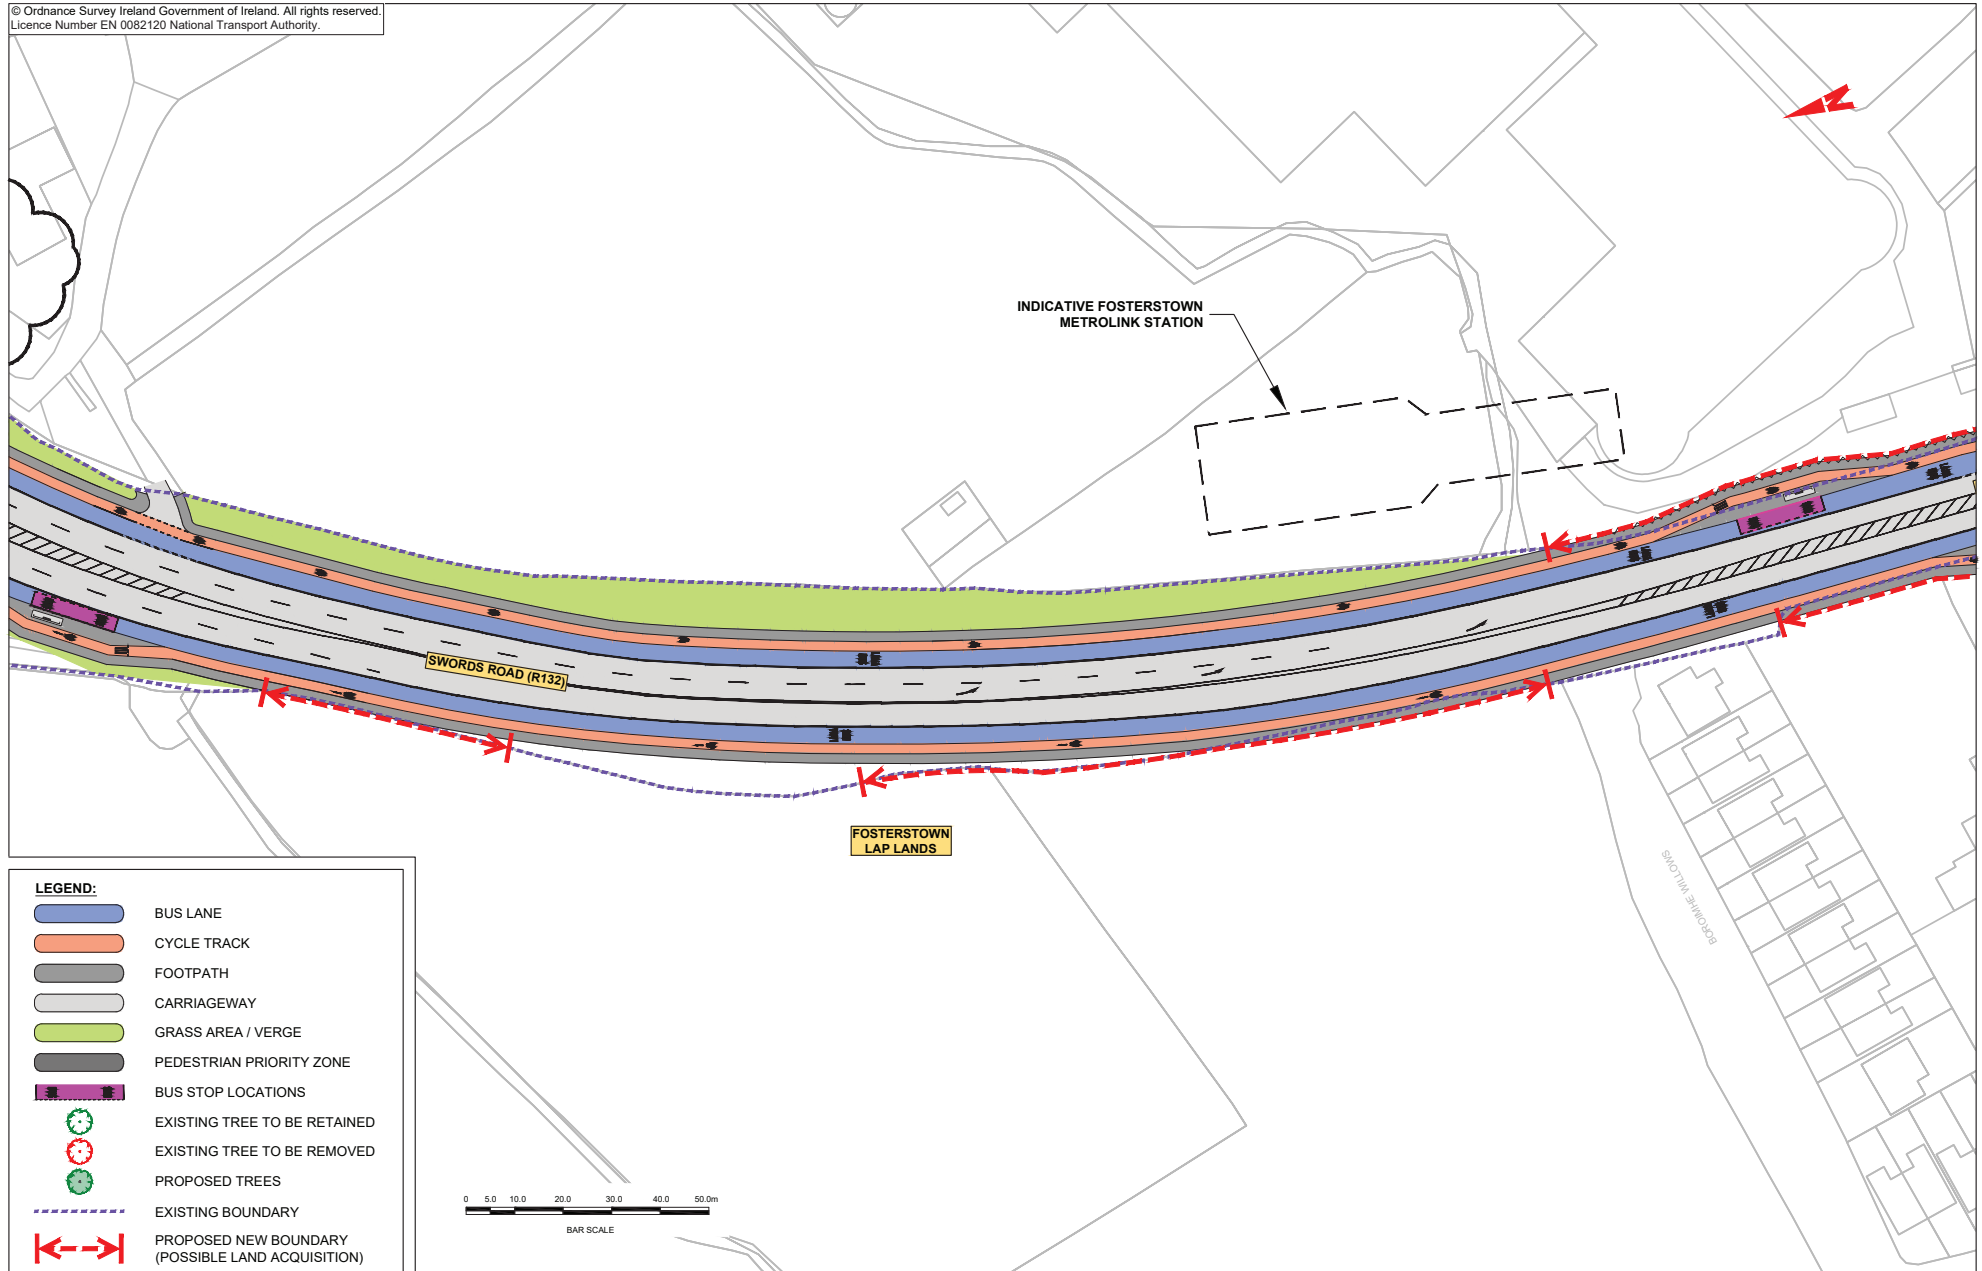 © Ordnance Survey Ireland Government of Ireland. All rights reserved.
Licence Number EN 0082120 National Transport Authority.
INDICATIVE FOSTERSTOWN
METROLINK STATION
SWORDS ROAD (R132)
FOSTERSTOWN
LAP LANDS
BOROIMHE WILLOWS
LEGEND:
BUS LANE
CYCLE TRACK
FOOTPATH
CARRIAGEWAY
GRASS AREA / VERGE
PEDESTRIAN PRIORITY ZONE
BUS STOP LOCATIONS
EXISTING TREE TO BE RETAINED
EXISTING TREE TO BE REMOVED
PROPOSED TREES
EXISTING BOUNDARY
PROPOSED NEW BOUNDARY
(POSSIBLE LAND ACQUISITION)
0 5.0 10.0 20.0 30.0 40.0 50.0m
BAR SCALE